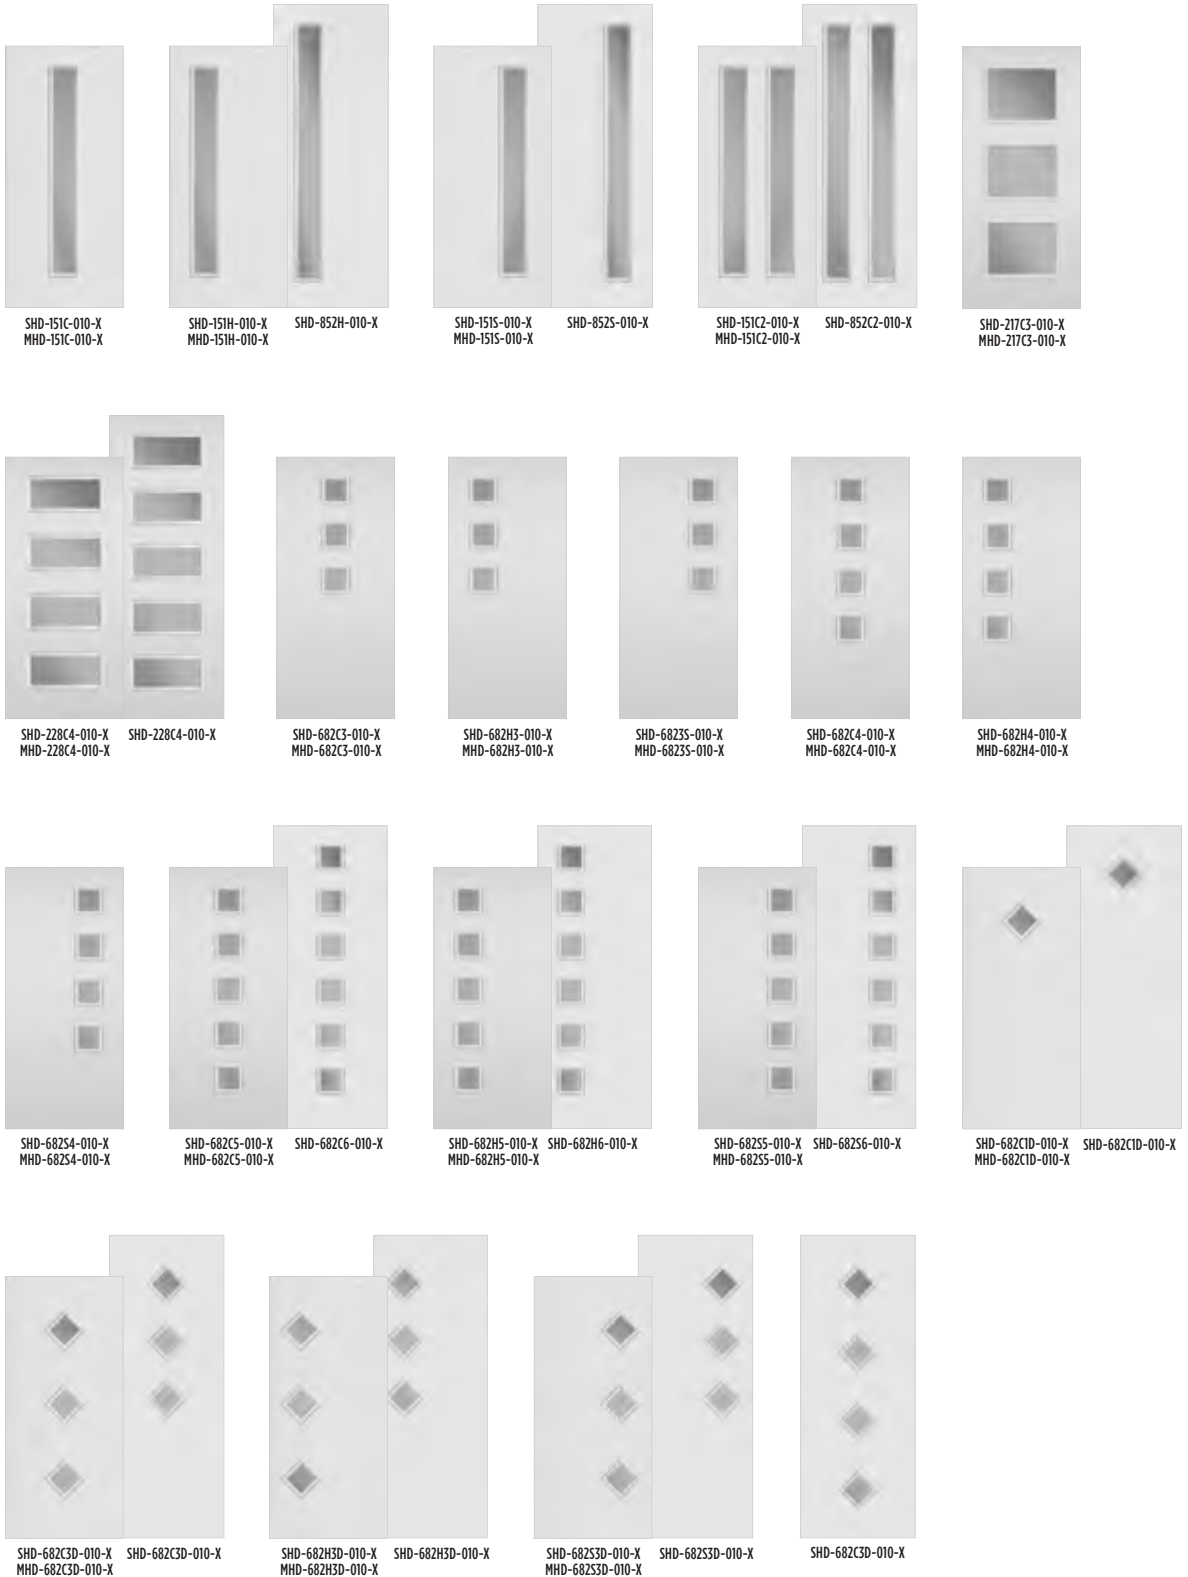 SHD-151C-010-X
MHD-151C-010-X
SHD-151H-010-X
MHD-151H-010-X
SHD-852H-010-X
SHD-151S-010-X
MHD-151S-010-X
SHD-852S-010-X
SHD-151C2-010-X
MHD-151C2-010-X
SHD-852C2-010-X
SHD-217C3-010-X
MHD-217C3-010-X
SHD-228C4-010-X
MHD-228C4-010-X
SHD-228C4-010-X
SHD-682C3-010-X
MHD-682C3-010-X
SHD-682H3-010-X
MHD-682H3-010-X
SHD-6823S-010-X
MHD-6823S-010-X
SHD-682C4-010-X
MHD-682C4-010-X
SHD-682H4-010-X
MHD-682H4-010-X
SHD-682S4-010-X
MHD-682S4-010-X
SHD-682C5-010-X
MHD-682C5-010-X
SHD-682C6-010-X
SHD-682H5-010-X
MHD-682H5-010-X
SHD-682H6-010-X
SHD-682S5-010-X
MHD-682S5-010-X
SHD-682S6-010-X
SHD-682C1D-010-X
MHD-682C1D-010-X
SHD-682C1D-010-X
SHD-682C3D-010-X
MHD-682C3D-010-X
SHD-682C3D-010-X
SHD-682H3D-010-X
MHD-682H3D-010-X
SHD-682H3D-010-X
SHD-682S3D-010-X
MHD-682S3D-010-X
SHD-682S3D-010-X
SHD-682C3D-010-X